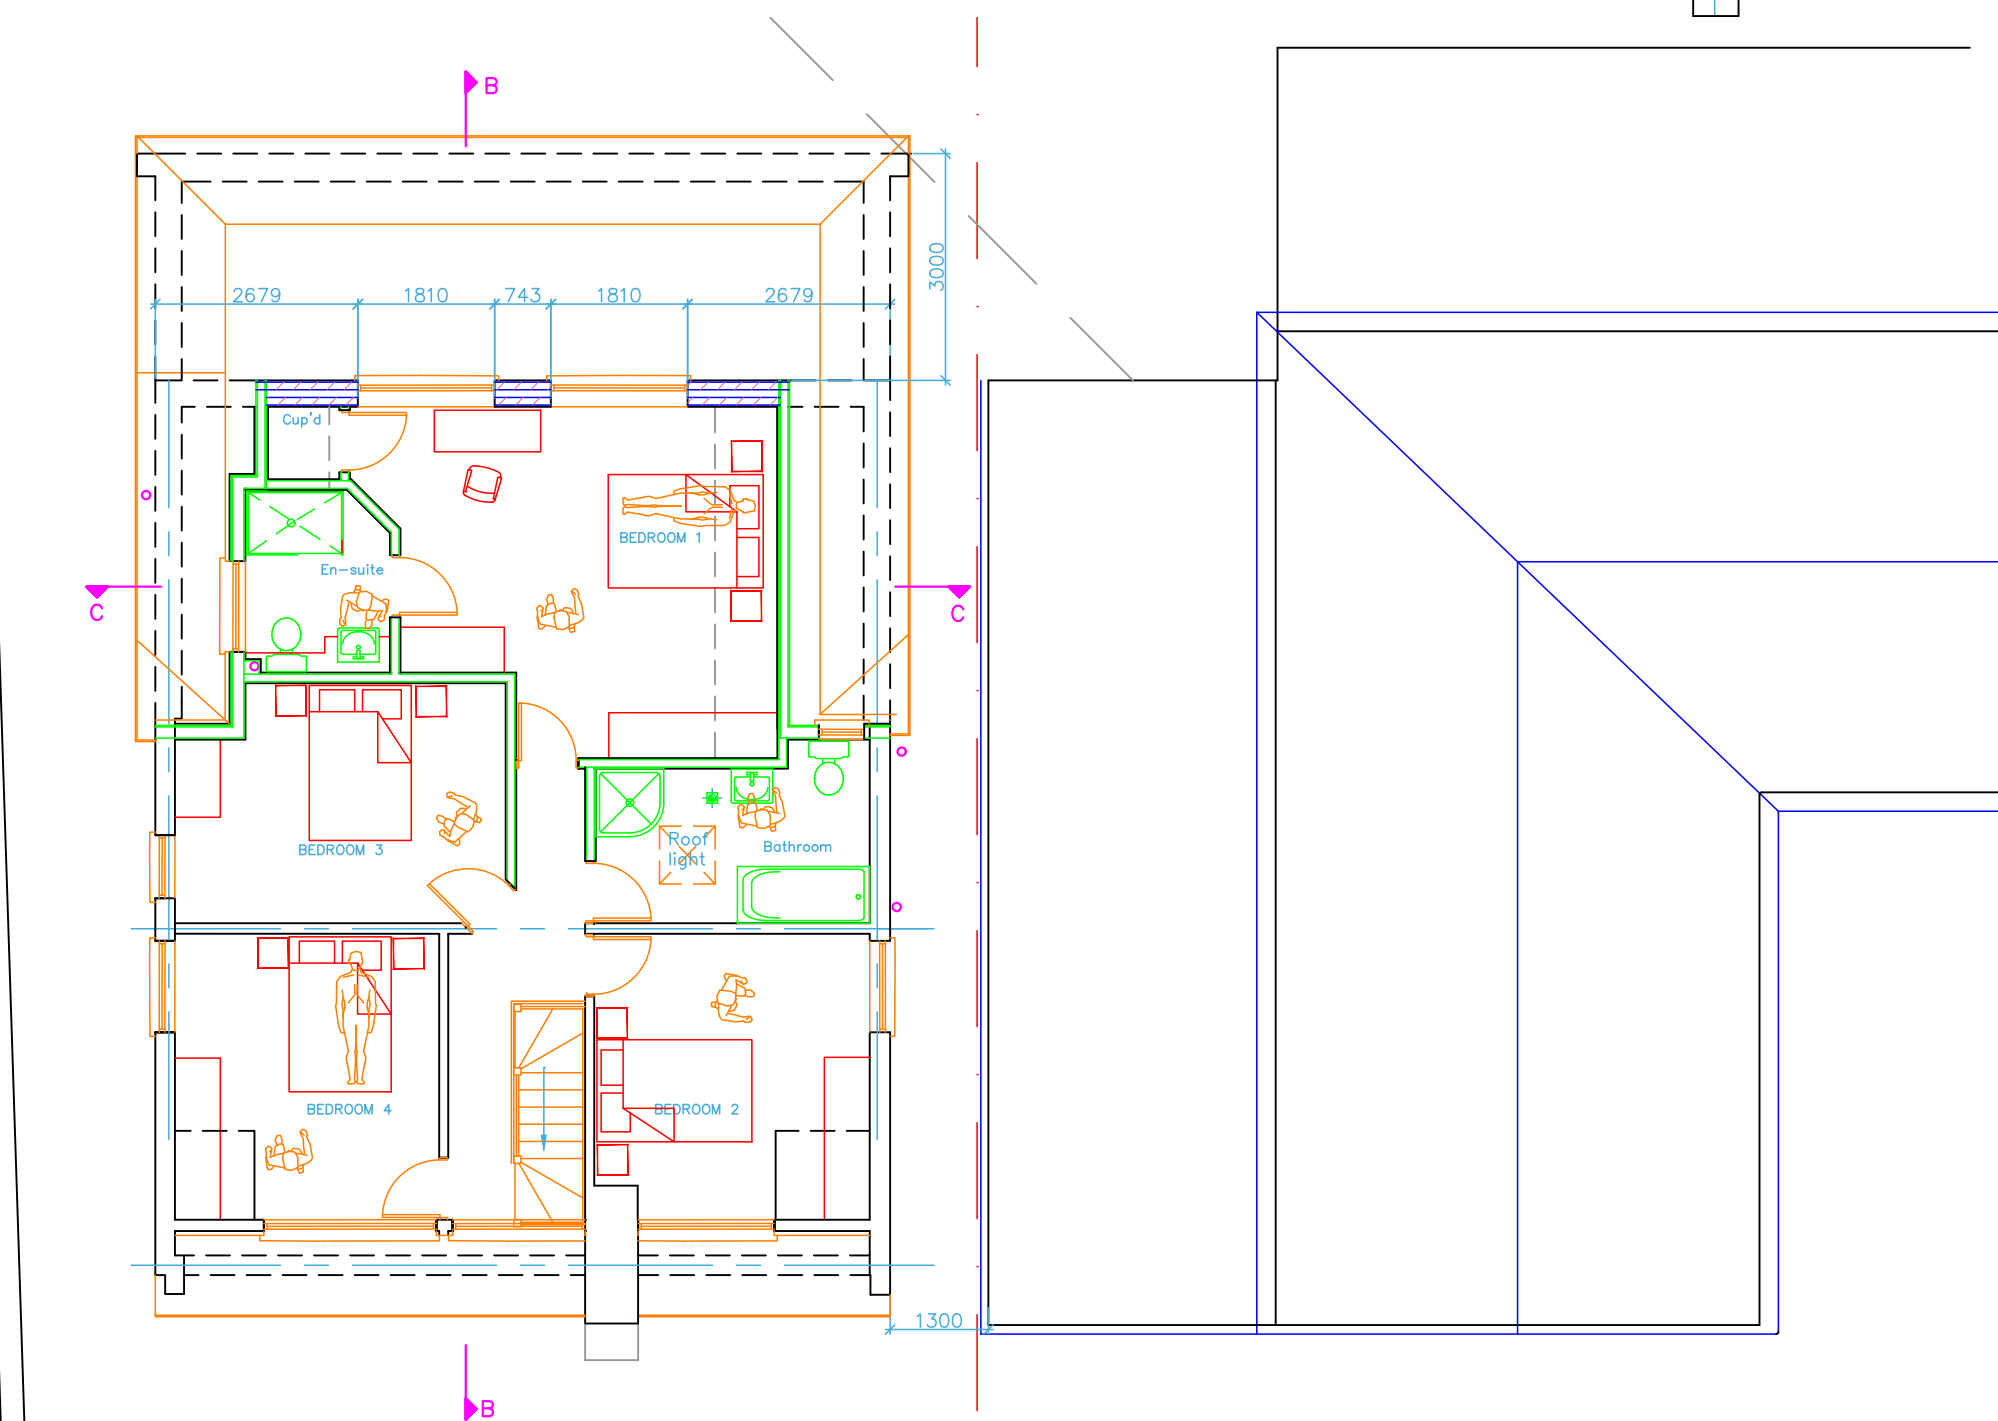 B
3000
2679 1810 743 1810 2679
Cup'd
BEDROOM 1
En-suite
C
C
Roof
light
Bathroom
BEDROOM 3
BEDROOM 4
BEDROOM 2
1300
B